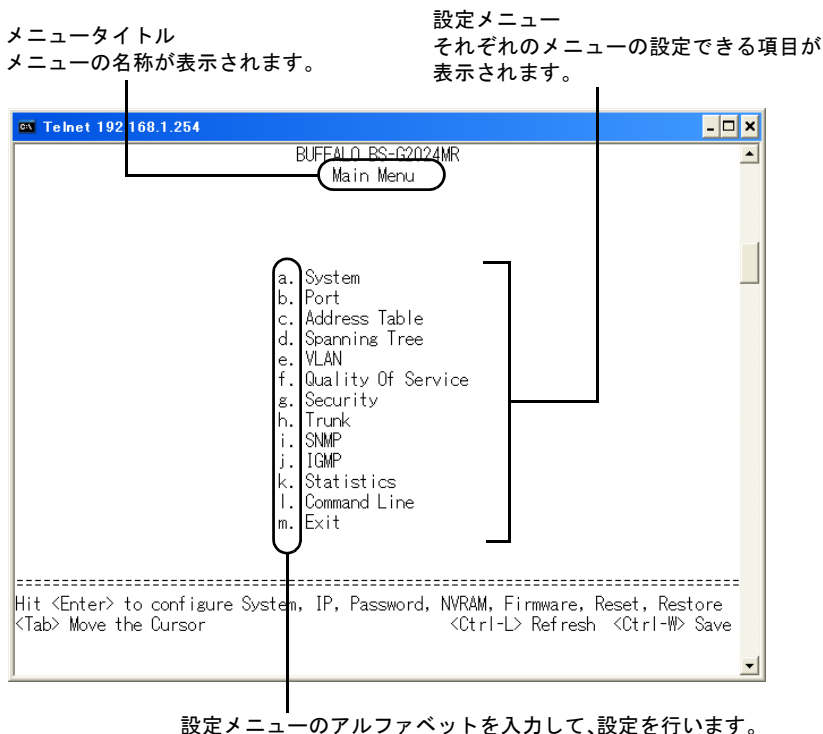 メニュータイトル
メニューの名称が表示されます。
設定メニュー
それぞれのメニューの設定できる項目が
表示されます。
Telnet 192.168.1.254
BUFFALO BS-G2024MR
Main Menu
a. System
b. Port
c. Address Table
d. Spanning Tree
e. VLAN
f. Quality Of Service
g. Security
h. Trunk
i. SNMP
j. IGMP
k. Statistics
l. Command Line
m. Exit
Hit <Enter> to configure System, IP, Password, NVRAM, Firmware, Reset, Restore
<Tab> Move the Cursor <Ctrl-L> Refresh <Ctrl-W> Save
設定メニューのアルファベットを入力して、設定を行います。